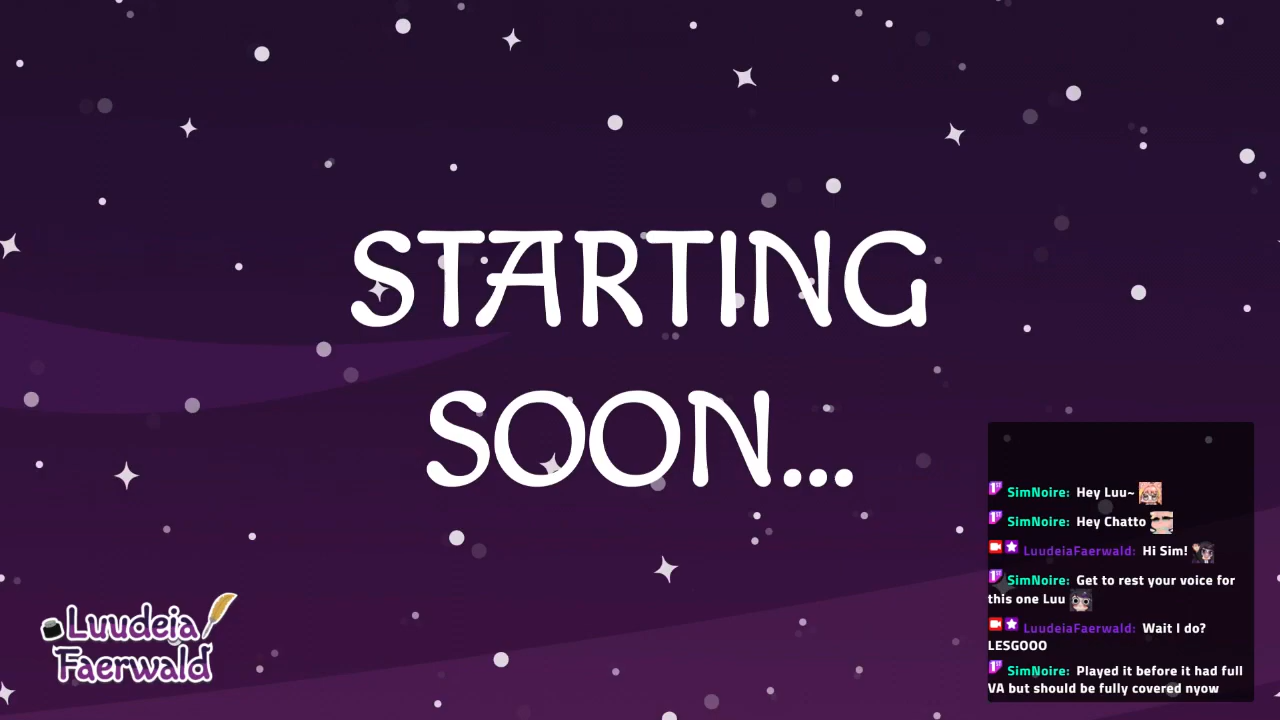 STARTING
SOON...
SimNoire: Hey Luu~
SimNoire: Hey Chatto
LuudeiaFaerwald: Hi Sim!
SimNoire: Get to rest your voice for
this one Luu
LuudeiaFaerwald: Wait I do?
LESGOOO
SimNoire: Played it before it had full
VA but should be fully covered nyow
Luudeia
Faerwald